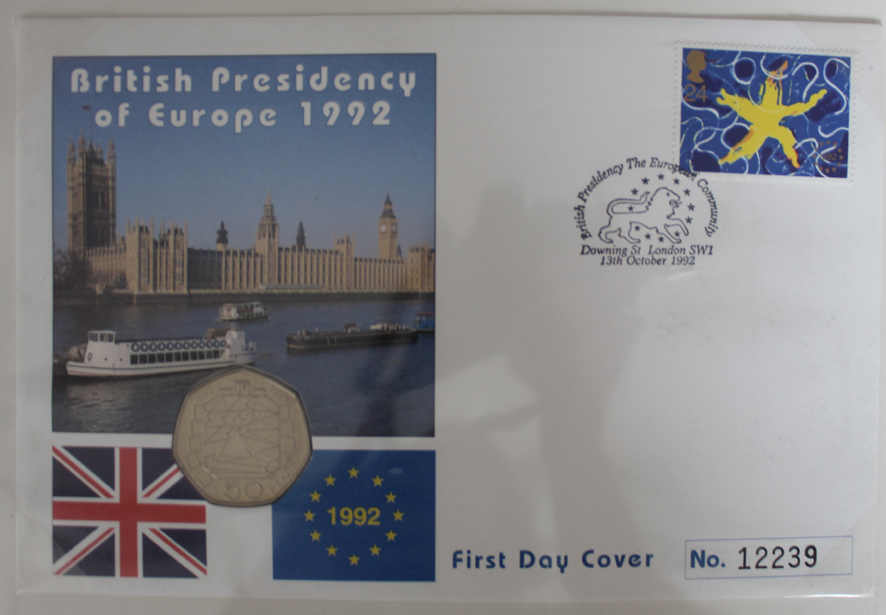 British Presidency
of Europe 1992
24
British Presidency The European Community
Downing St London SW1
13th October 1992
50
1992
First Day Cover
No. 12239